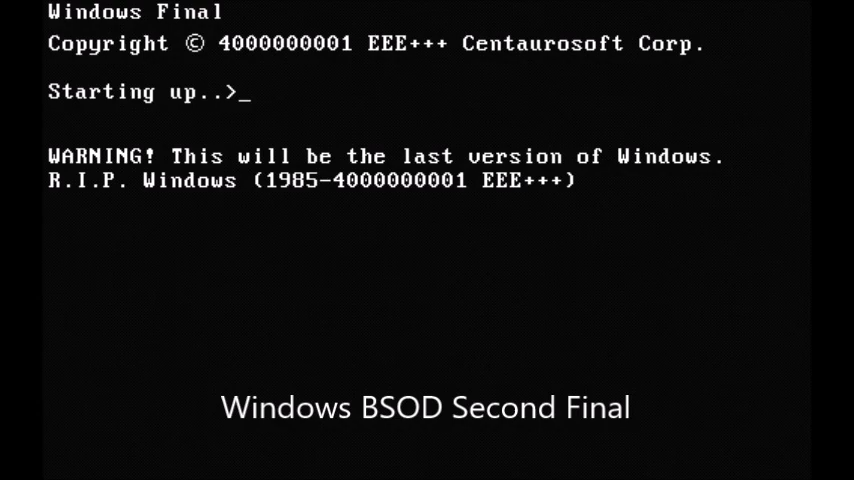 Windows Final
Copyright © 4000000001 EEE+++ Centaurosoft Corp.
Starting up..>_
WARNING! This will be the last version of Windows.
R.I.P. Windows (1985-4000000001 EEE+++)
Windows BSOD Second Final